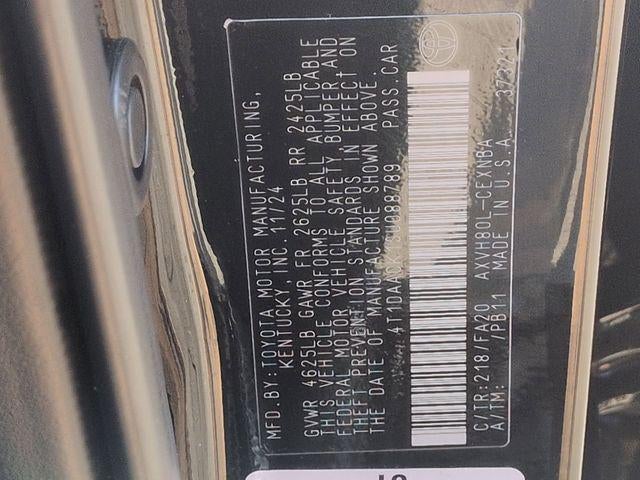 MFD.BY:TOYOTA MOTOR MANUFACTURING,
KENTUCKY, INC. 11/24
GVWR 4625LB GAWR FR 2625LB RR 2425LB
THIS VEHICLE CONFORMS TO ALL APPLICABLE
FEDERAL MOTOR VEHICLE SAFETY BUMPER AND
THEFT PREVENTION STANDARDS IN EFFECT ON
THE DATE OF MANUFACTURE SHOWN ABOVE.
PASS.CAR
C/TR:218/FA20 AXVH80L-CEXNBA
A/TM: /PB11 MADE IN U.S.A. 37321